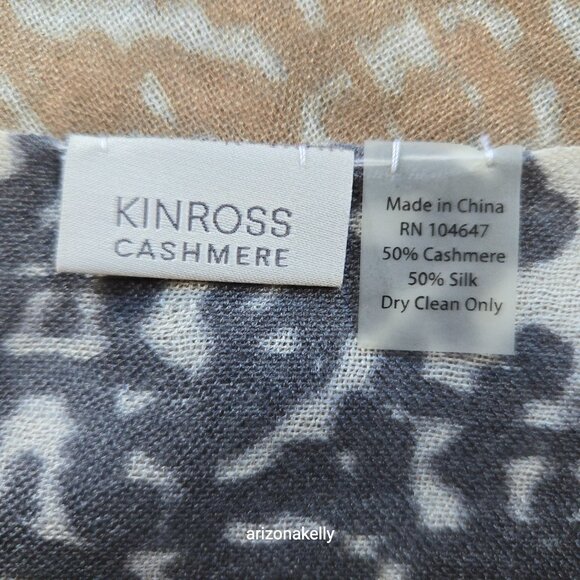 KINROSS
CASHMERE
Made in China
RN 104647
50% Cashmere
50% Silk
Dry Clean Only
arizonakelly